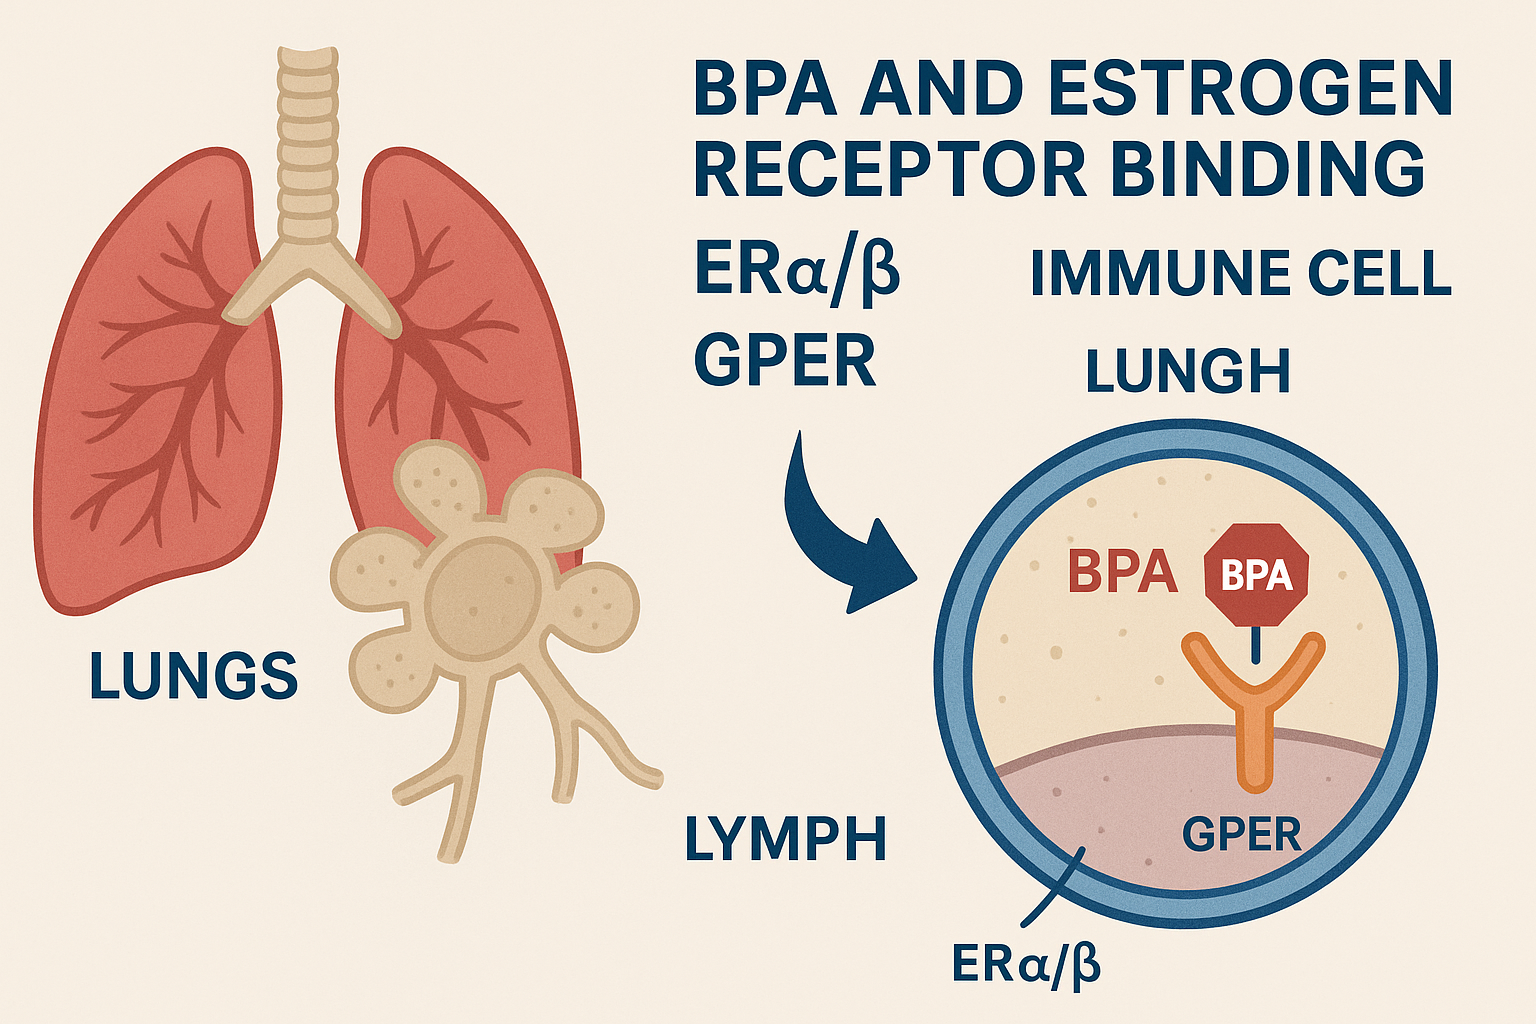 BPA AND ESTROGEN
RECEPTOR BINDING
ERα/β
IMMUNE CELL
GPER
LUNGH
BPA
BPA
LUNGS
LYMPH
GPER
ERα/β